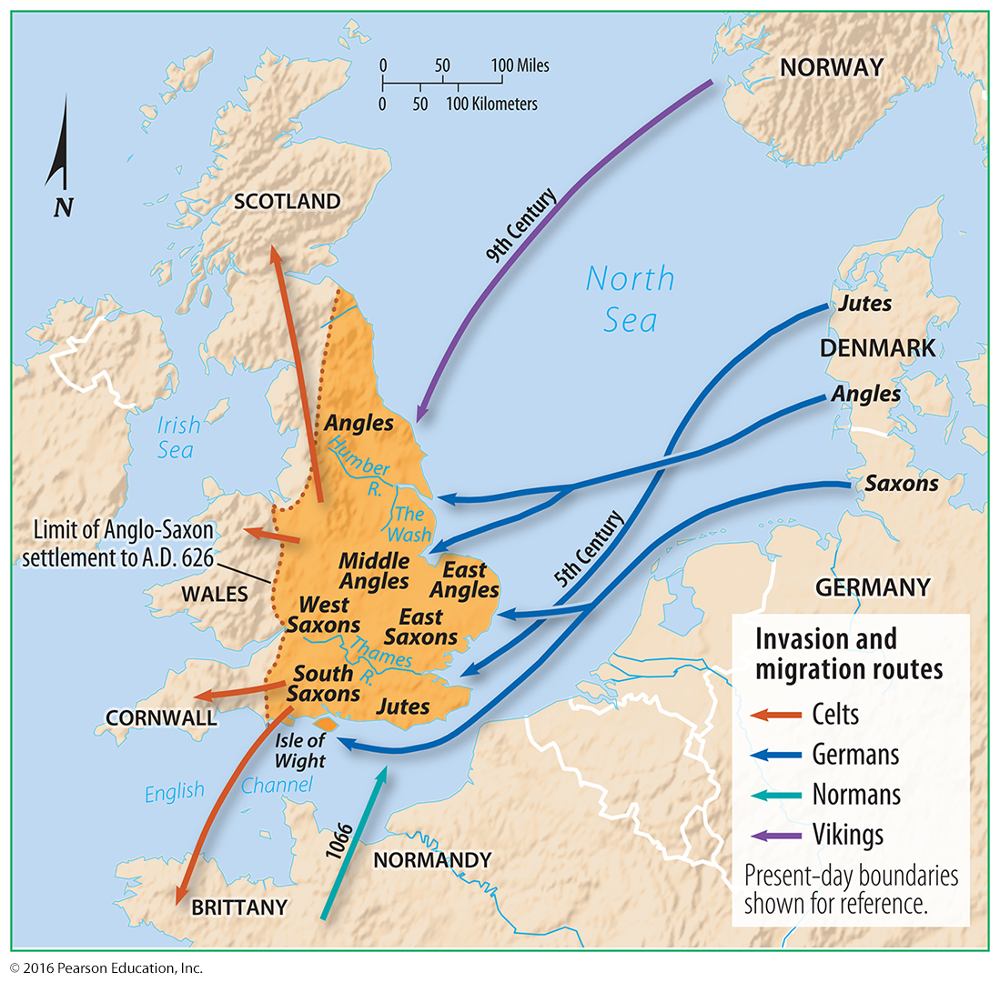 0 50 100 Miles
0 50 100 Kilometers
N
NORWAY
SCOTLAND
9th Century
North
Sea
Jutes
DENMARK
Angles
Saxons
Irish
Sea
Angles
Humber
R.
The
Wash
Limit of Anglo-Saxon
settlement to A.D. 626
WALES
Middle
Angles
East
Angles
West
Saxons
East
Saxons
5th Century
GERMANY
Thames
R.
South
Saxons
Jutes
CORNWALL
Isle of
Wight
English Channel
1066
NORMANDY
BRITTANY
Invasion and
migration routes
Celts
Germans
Normans
Vikings
Present-day boundaries
shown for reference.
© 2016 Pearson Education, Inc.